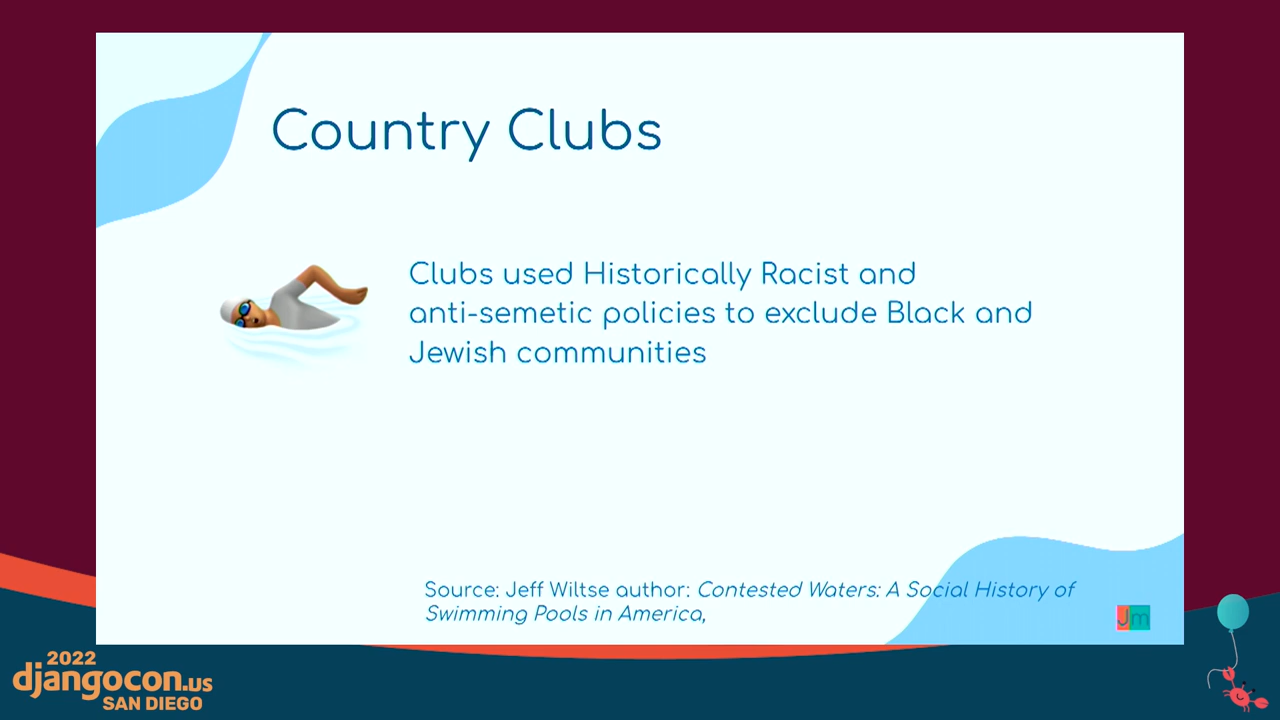 Country Clubs
Clubs used Historically Racist and
anti-semetic policies to exclude Black and
Jewish communities
Source: Jeff Wiltse author: Contested Waters: A Social History of
Swimming Pools in America,
Jm
2022
djangocon.us
SAN DIEGO